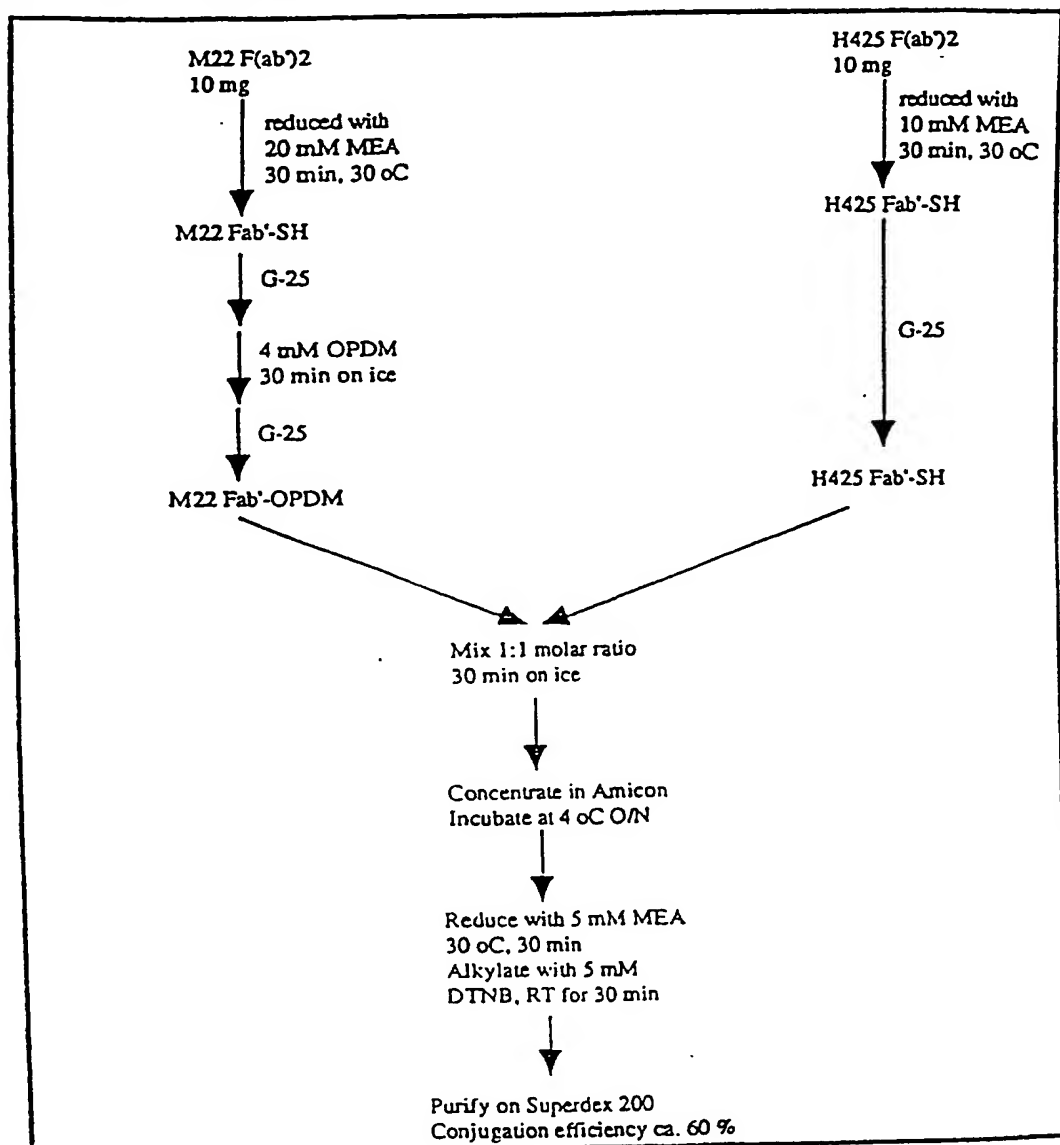 M22 F(ab')2
10 mg
reduced with
20 mM MEA
30 min, 30 oC
M22 Fab'-SH
G-25
4 mM OPDM
30 min on ice
G-25
M22 Fab'-OPDM
H425 F(ab')2
10 mg
reduced with
10 mM MEA
30 min, 30 oC
H425 Fab'-SH
G-25
H425 Fab'-SH
Mix 1:1 molar ratio
30 min on ice
Concentrate in Amicon
Incubate at 4 oC O/N
Reduce with 5 mM MEA
30 oC, 30 min
Alkylate with 5 mM
DTNB, RT for 30 min
Purify on Superdex 200
Conjugation efficiency ca. 60 %